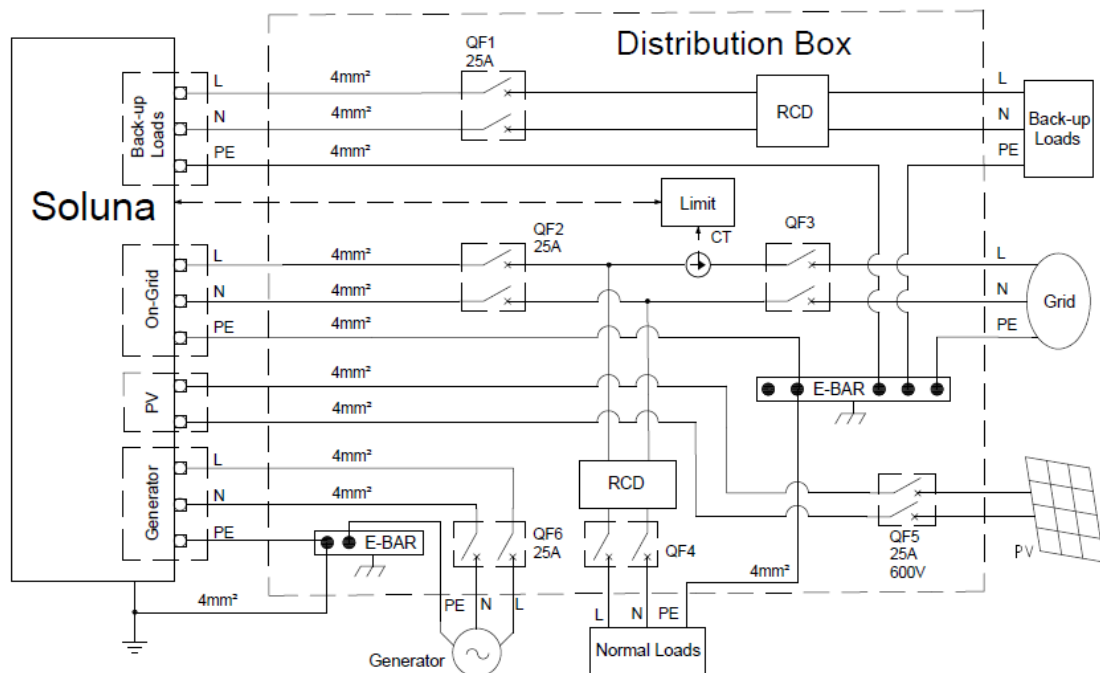 Distribution Box
QF1
25A
L
4mm²
N
4mm²
PE
4mm²
Back-up
Loads
RCD
L
N
PE
Back-up
Loads
Soluna
Limit
CT
QF2
25A
QF3
On-Grid
L
4mm²
N
4mm²
PE
4mm²
L
N
PE
Grid
E-BAR
PV
4mm²
4mm²
Generator
L
4mm²
N
4mm²
PE
E-BAR
QF6
25A
RCD
QF4
QF5
25A
600V
PV
4mm²
4mm²
PE
N
L
Generator
L
N
PE
Normal Loads